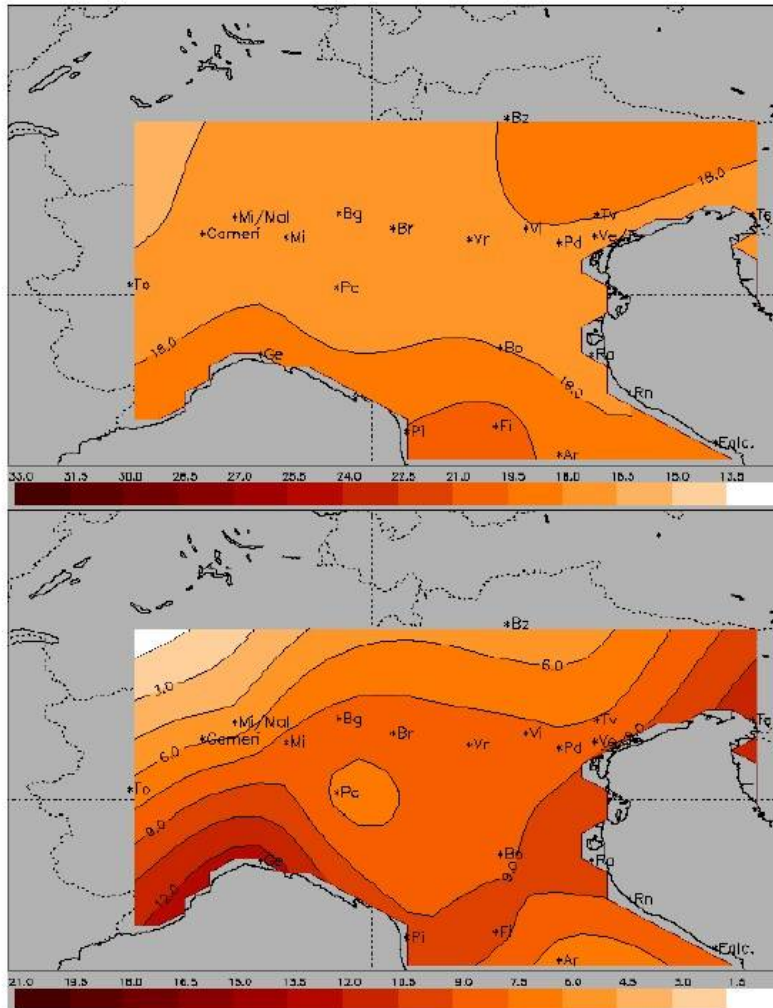 *Bz
*Mi/Mal *Bg *Tv 18.0 Ts
*Cameri *Mi *Br *Vr *Vi *Pd *Ve
*To *Pc
18.0 *Ge *Bo *Ra
18.0 *Rn
*Pi *Fi *Falc.
*Ar
33.0 31.5 30.0 28.5 27.0 25.5 24.0 22.5 21.0 19.5 18.0 16.5 15.0 13.5
*Bz
3.0 6.0
*Mi/Mal *Bg *Tv Ts
6.0 *Cameri *Mi *Br *Vr *Vi *Pd *Ve 9.0
*To *Pc
9.0 *Ge *Bo *Ra
12.0 9.0 *Rn
*Pi *Fi *Falc.
*Ar
21.0 19.5 18.0 16.5 15.0 13.5 12.0 10.5 9.0 7.5 6.0 4.5 3.0 1.5